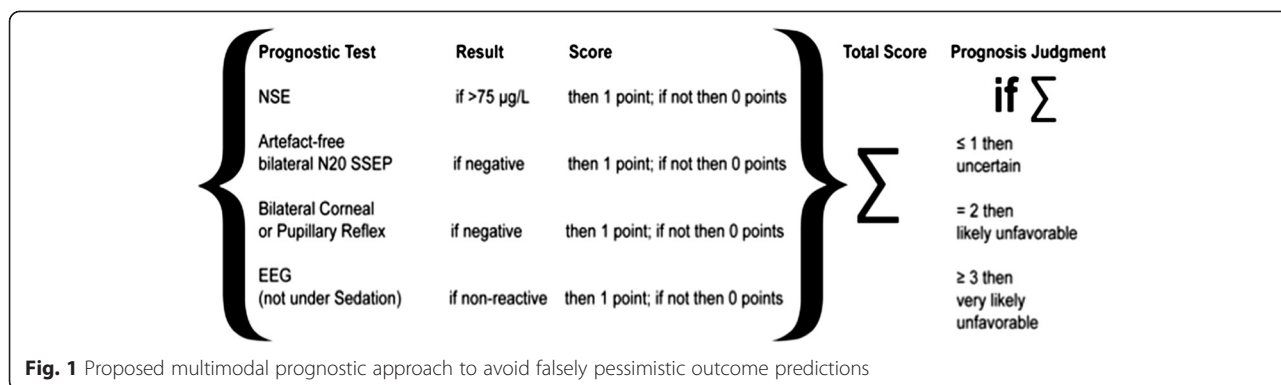 Prognostic Test Result Score Total Score Prognosis Judgment
if ∑
NSE if >75 µg/L then 1 point; if not then 0 points
Artefact-free
bilateral N20 SSEP if negative then 1 point; if not then 0 points
Bilateral Corneal
or Pupillary Reflex if negative then 1 point; if not then 0 points
EEG
(not under Sedation) if non-reactive then 1 point; if not then 0 points
∑
≤ 1 then
uncertain
= 2 then
likely unfavorable
≥ 3 then
very likely
unfavorable
Fig. 1 Proposed multimodal prognostic approach to avoid falsely pessimistic outcome predictions